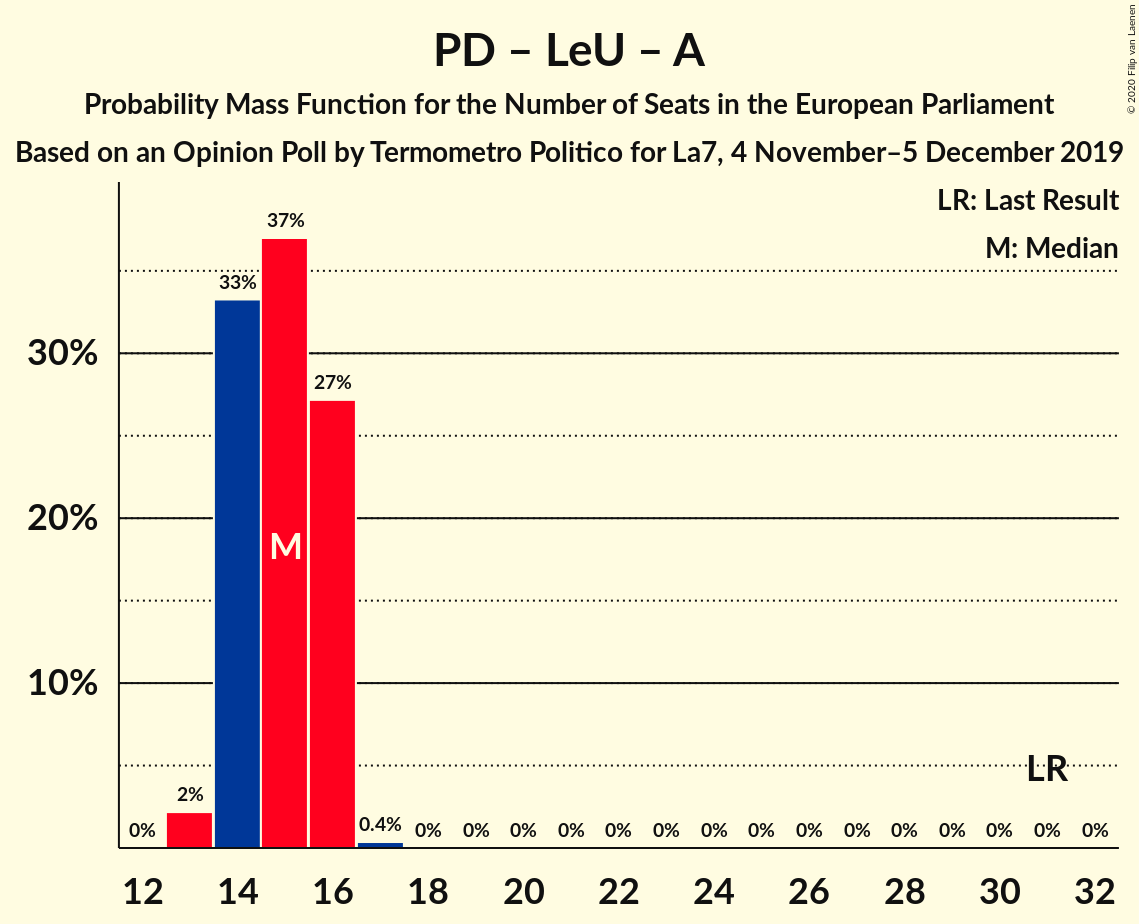 PD – LeU – A
Probability Mass Function for the Number of Seats in the European Parliament
Based on an Opinion Poll by Termometro Politico for La7, 4 November–5 December 2019
© 2020 Filip van Laenen
LR: Last Result
M: Median
37%
33%
30%
27%
20%
M
10%
LR
2%
0.4%
0% 0% 0% 0% 0% 0% 0% 0% 0% 0% 0% 0% 0% 0% 0% 0%
12 14 16 18 20 22 24 26 28 30 32